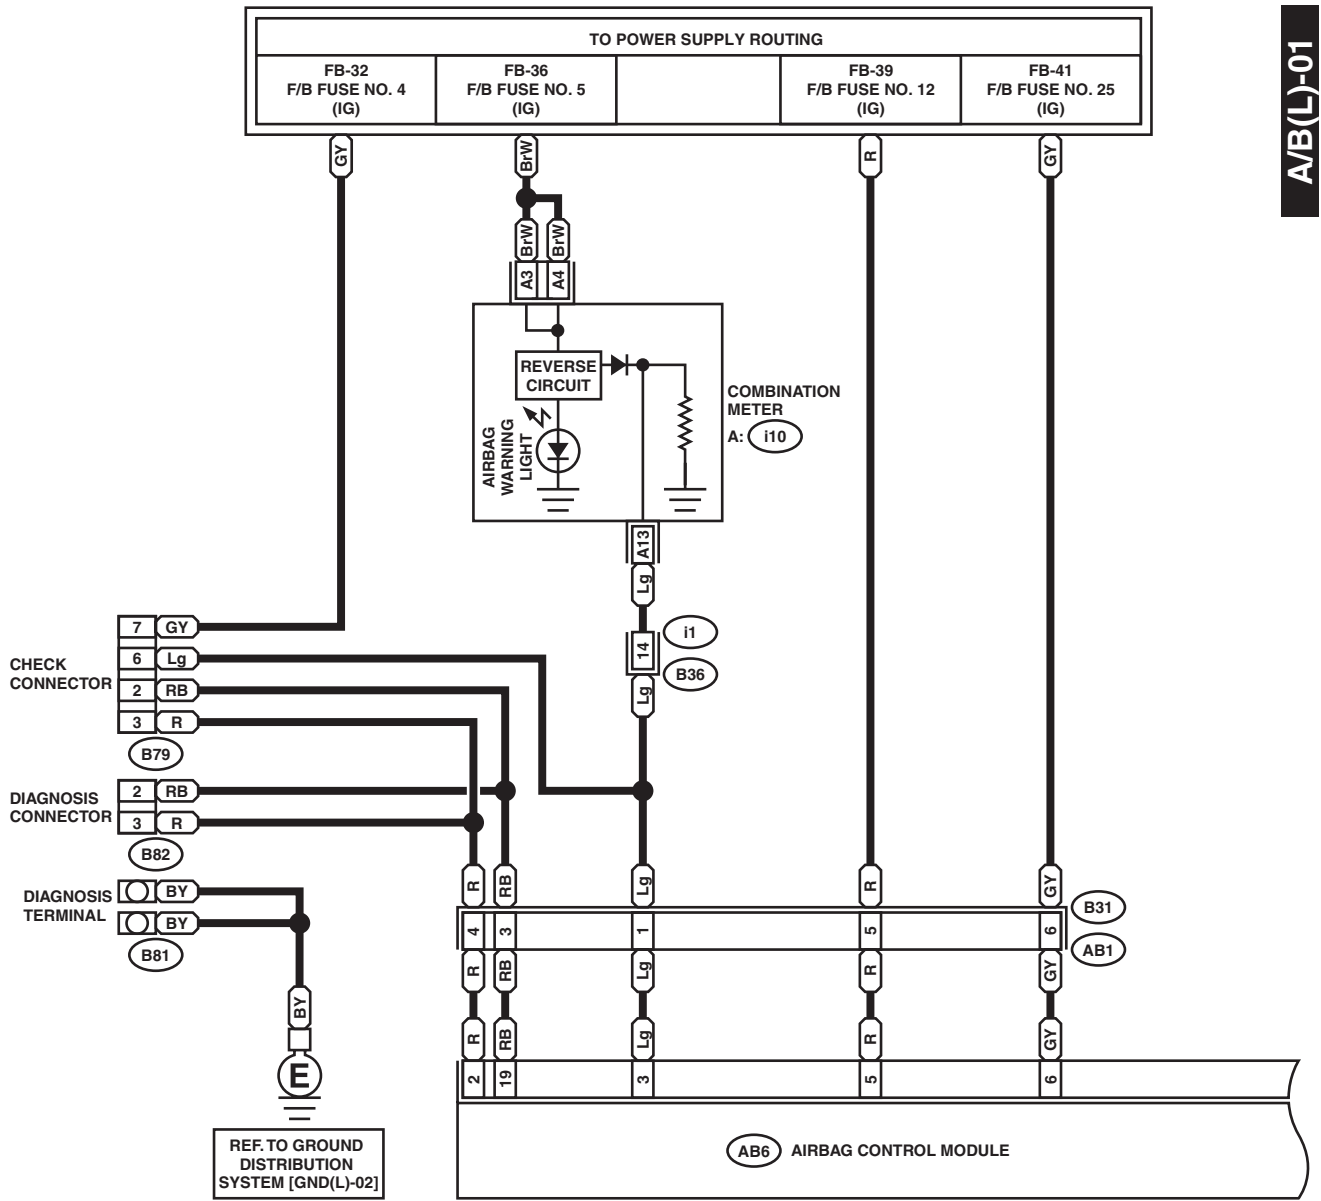 A/B(L)-01
TO POWER SUPPLY ROUTING
FB-32
F/B FUSE NO. 4
(IG)
FB-36
F/B FUSE NO. 5
(IG)
FB-39
F/B FUSE NO. 12
(IG)
FB-41
F/B FUSE NO. 25
(IG)
GY
BrW
R
GY
BrW
BrW
A3
A4
REVERSE
CIRCUIT
AIRBAG
WARNING
LIGHT
COMBINATION
METER
A: i10
A13
Lg
14
i1
B36
Lg
CHECK
CONNECTOR
7 GY
6 Lg
2 RB
3 R
B79
DIAGNOSIS
CONNECTOR
2 RB
3 R
B82
DIAGNOSIS
TERMINAL
BY
BY
B81
BY
E
REF. TO GROUND
DISTRIBUTION
SYSTEM [GND(L)-02]
R
RB
Lg
R
GY
B31
4
3
1
5
6
AB1
R
RB
Lg
R
GY
R
RB
Lg
R
GY
2
19
3
5
6
AB6 AIRBAG CONTROL MODULE